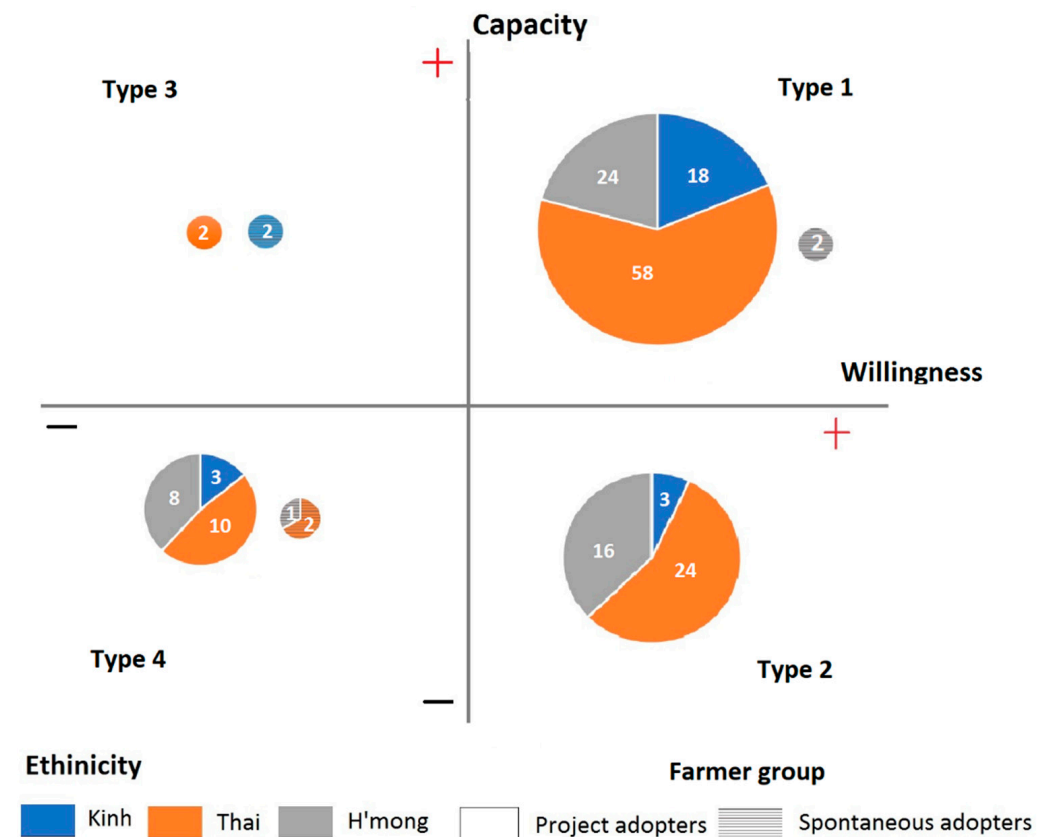 Capacity
+
Type 3
Type 1
24
18
58
2
2
2
Willingness
—
+
3
8
10
1
2
3
16
24
Type 4
Type 2
—
Ethinicity
Farmer group
Kinh
Thai
H'mong
Project adopters
Spontaneous adopters